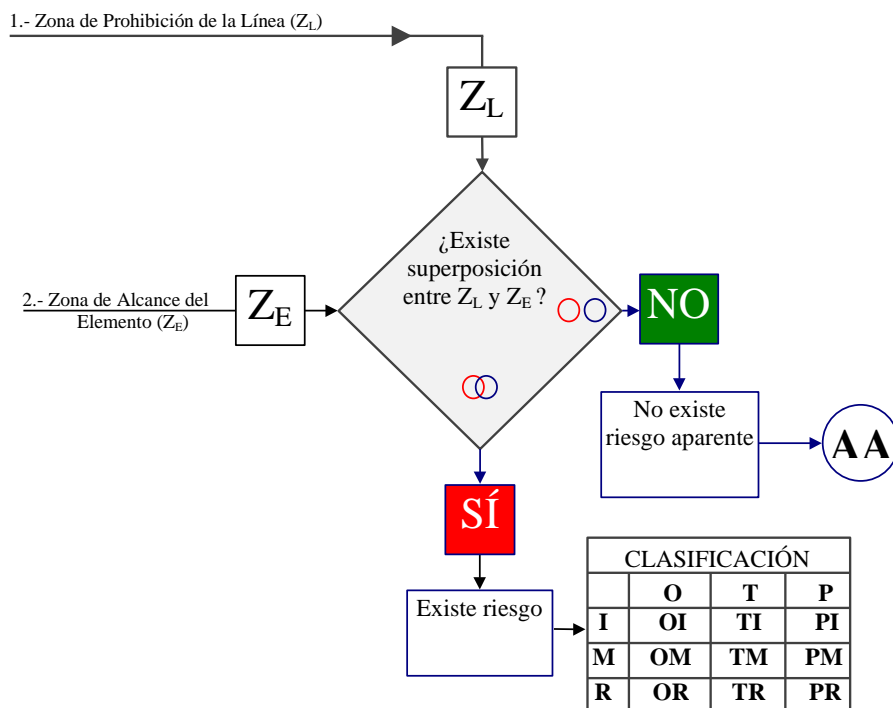 1.- Zona de Prohibición de la Línea (ZL)
ZL
¿Existe
superposición
entre ZL y ZE ?
2.- Zona de Alcance del
Elemento (ZE)
ZE
NO
No existe
riesgo aparente
AA
SÍ
Existe riesgo
CLASIFICACIÓN
O T P
I OI TI PI
M OM TM PM
R OR TR PR